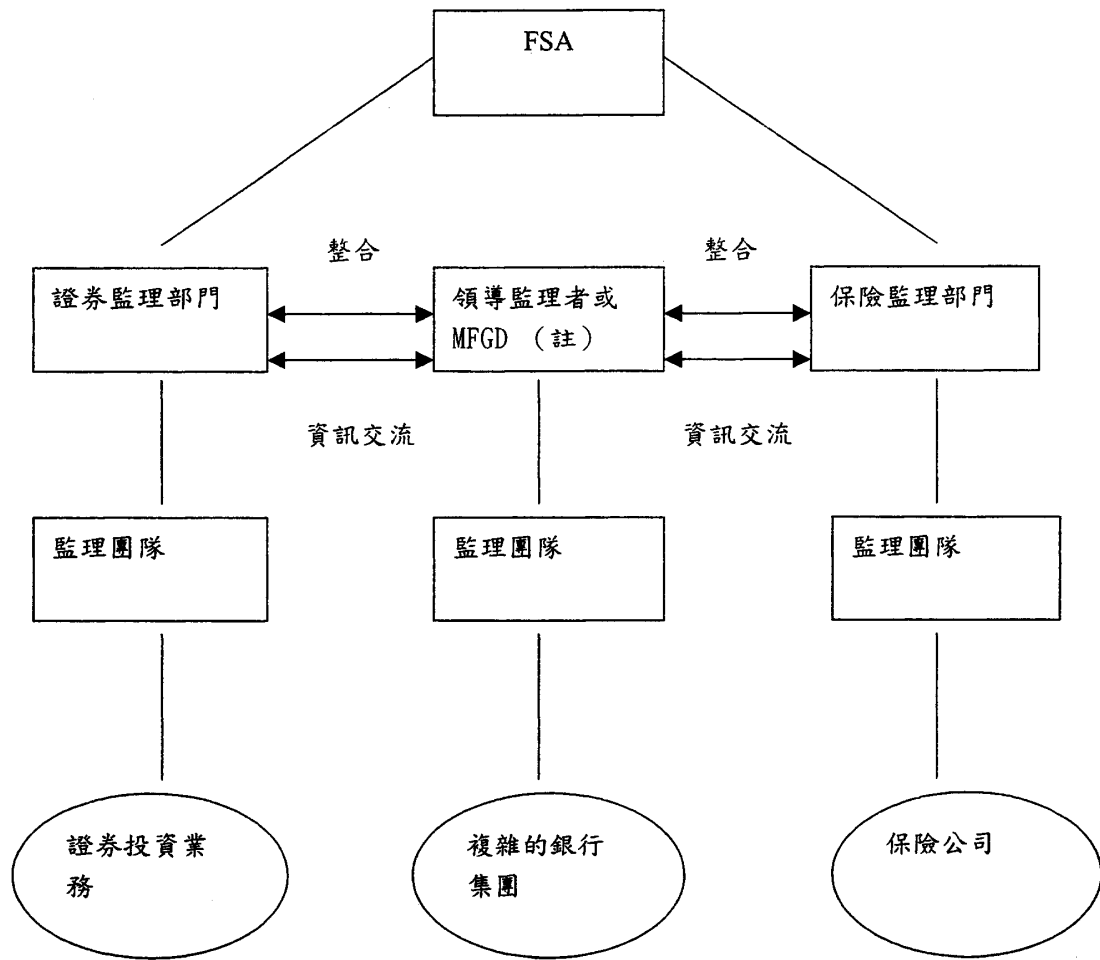 FSA
整合
整合
證券監理部門
領導監理者或
MFGD （註）
保險監理部門
資訊交流
資訊交流
監理團隊
監理團隊
監理團隊
證券投資業
務
複雜的銀行
集團
保險公司